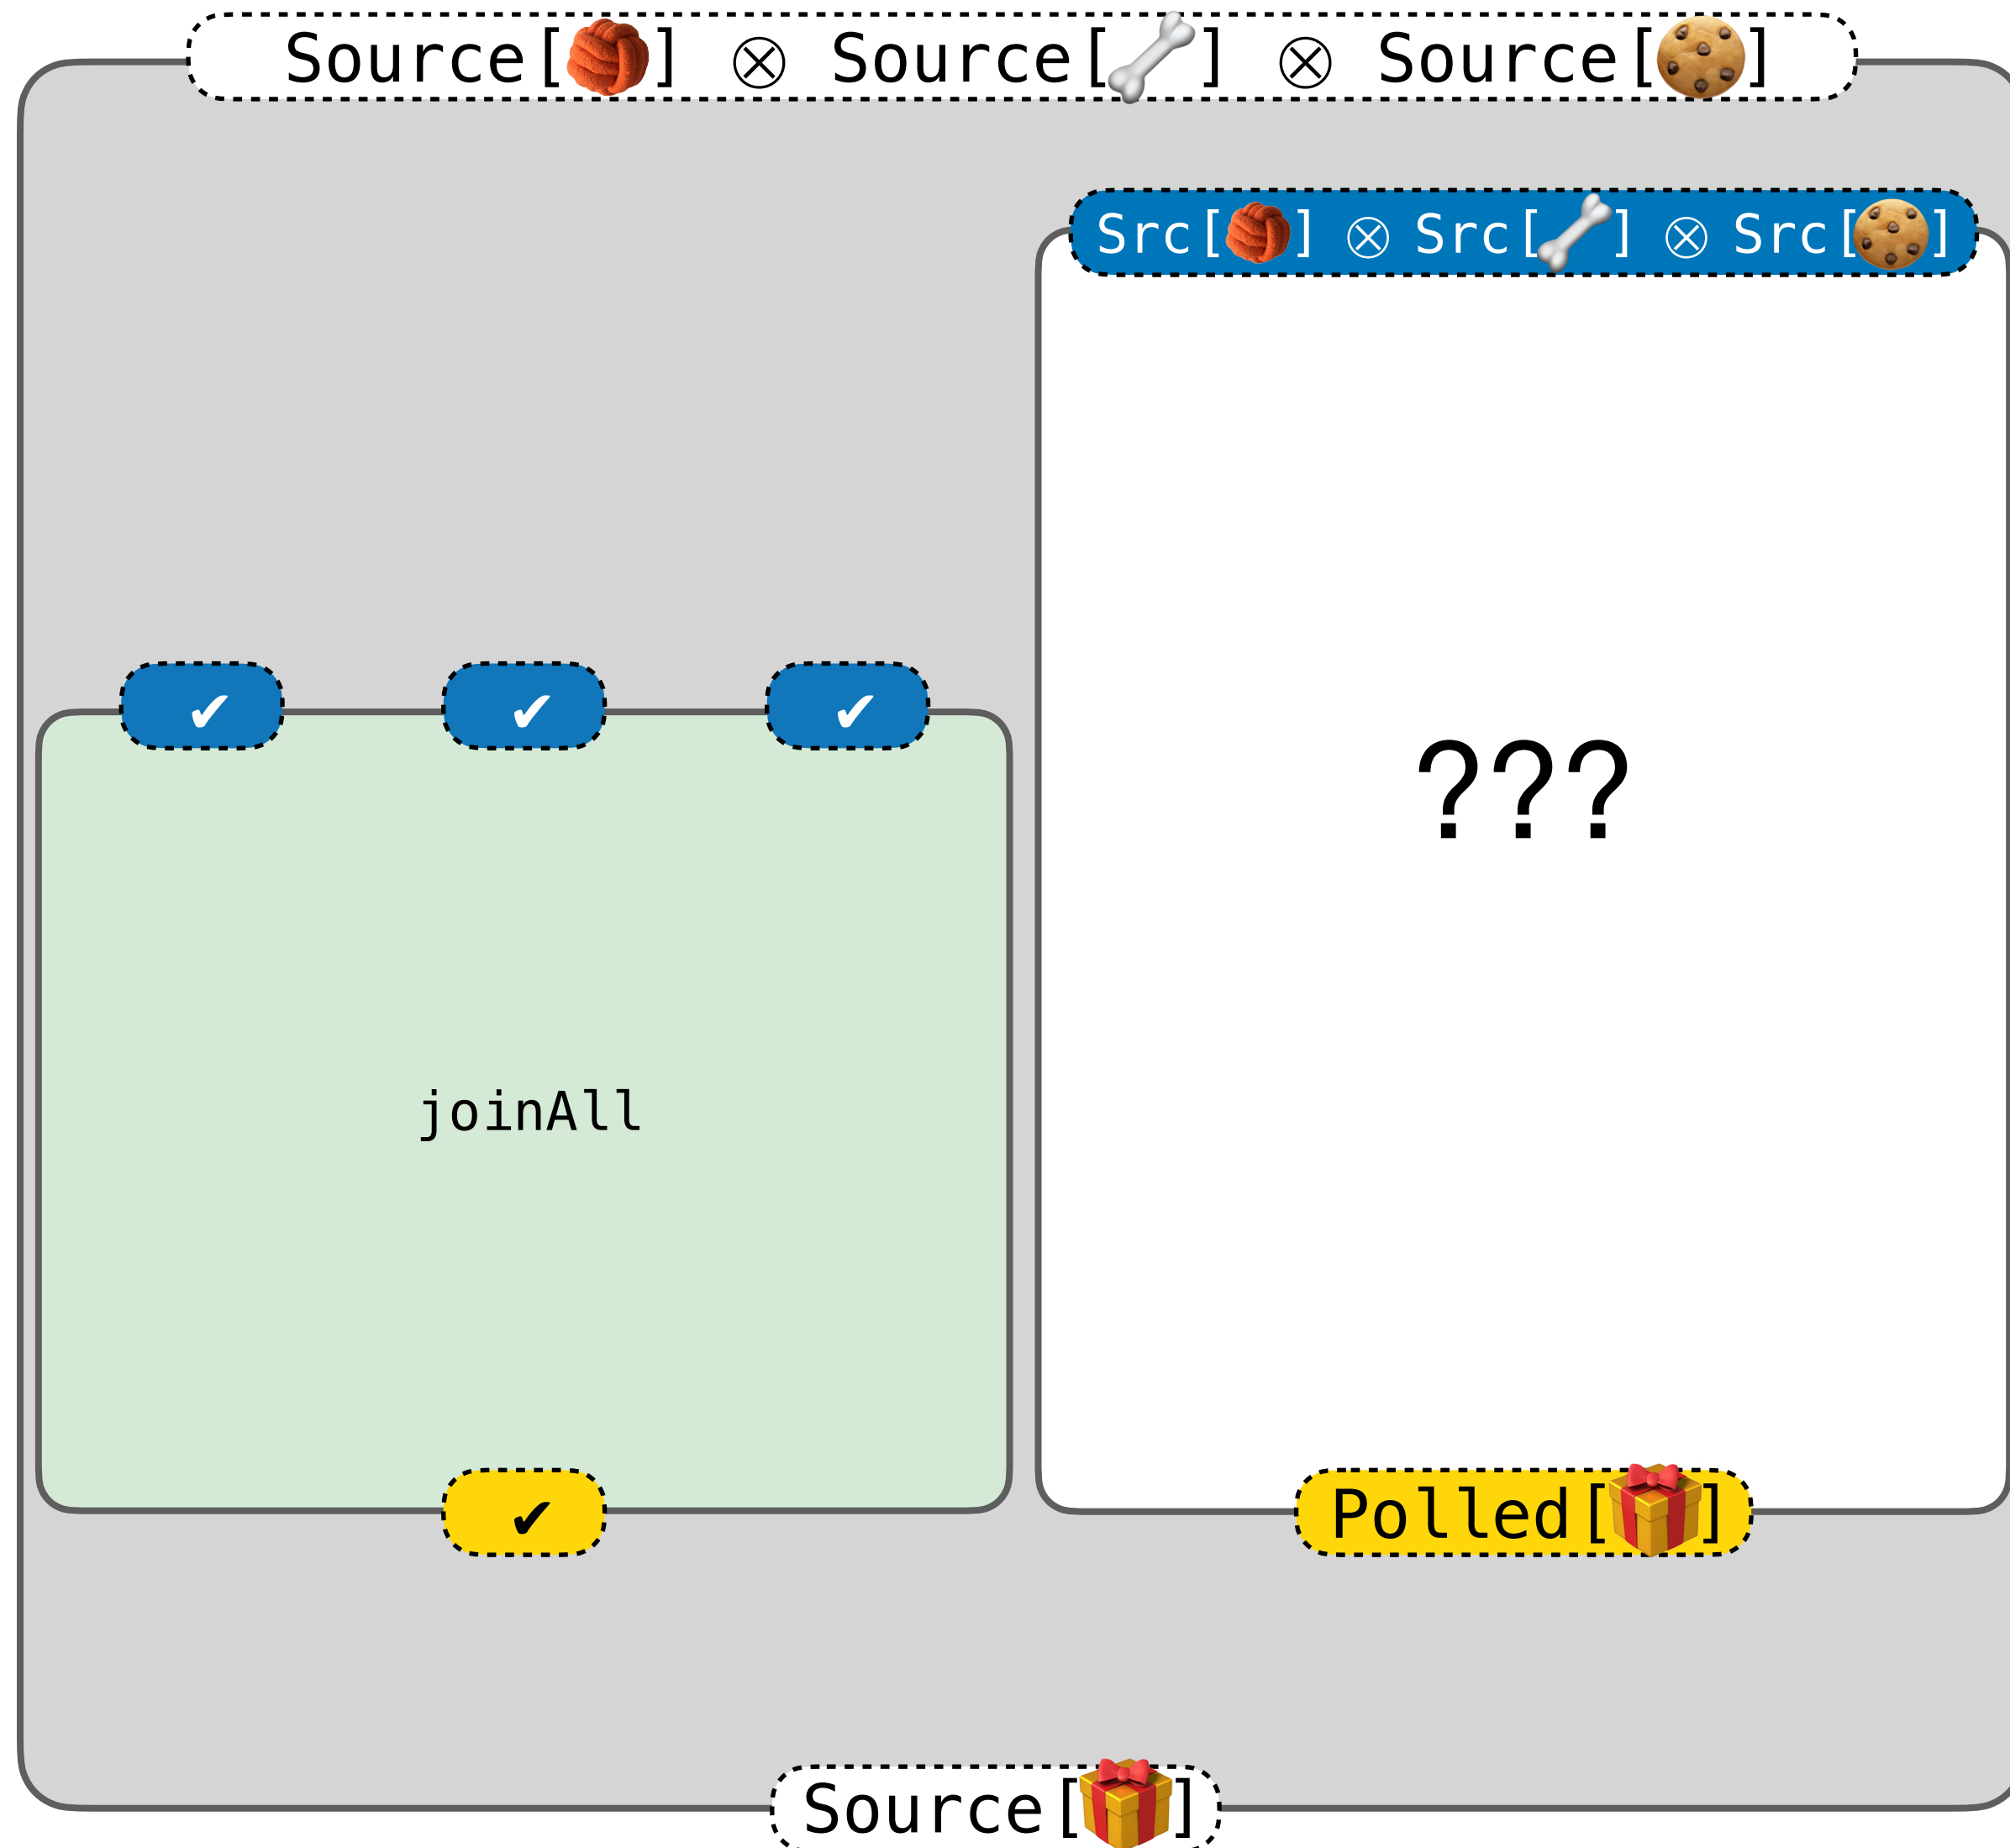 Source[🧶] ⊗ Source[🦴] ⊗ Source[🍪]
Src[🧶] ⊗ Src[🦴] ⊗ Src[🍪]
✔ ✔ ✔
???
joinAll
✔ Polled[🎁]
Source[🎁]